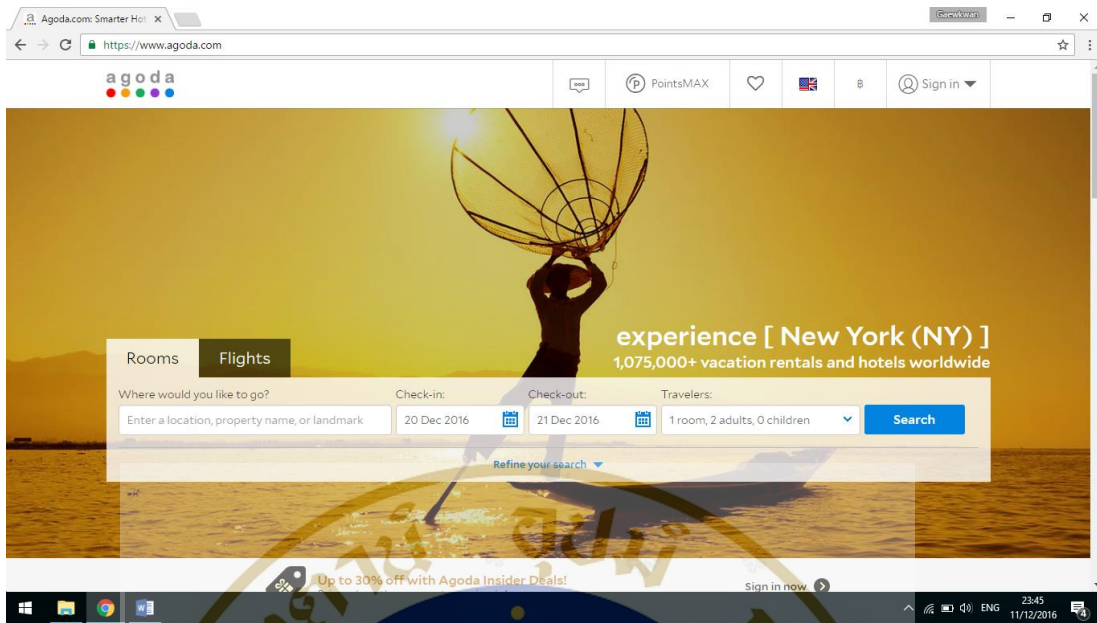 Agoda.com: Smarter Hot
Gaewkwan
https://www.agoda.com
agoda
PointsMAX
฿
Sign in
experience [ New York (NY) ]
1,075,000+ vacation rentals and hotels worldwide
Rooms
Flights
Where would you like to go?
Check-in:
Check-out:
Travelers:
Enter a location, property name, or landmark
20 Dec 2016
21 Dec 2016
1 room, 2 adults, 0 children
Search
Refine your search
Up to 30% off with Agoda Insider Deals!
Sign in now
ENG
23:45
11/12/2016
4